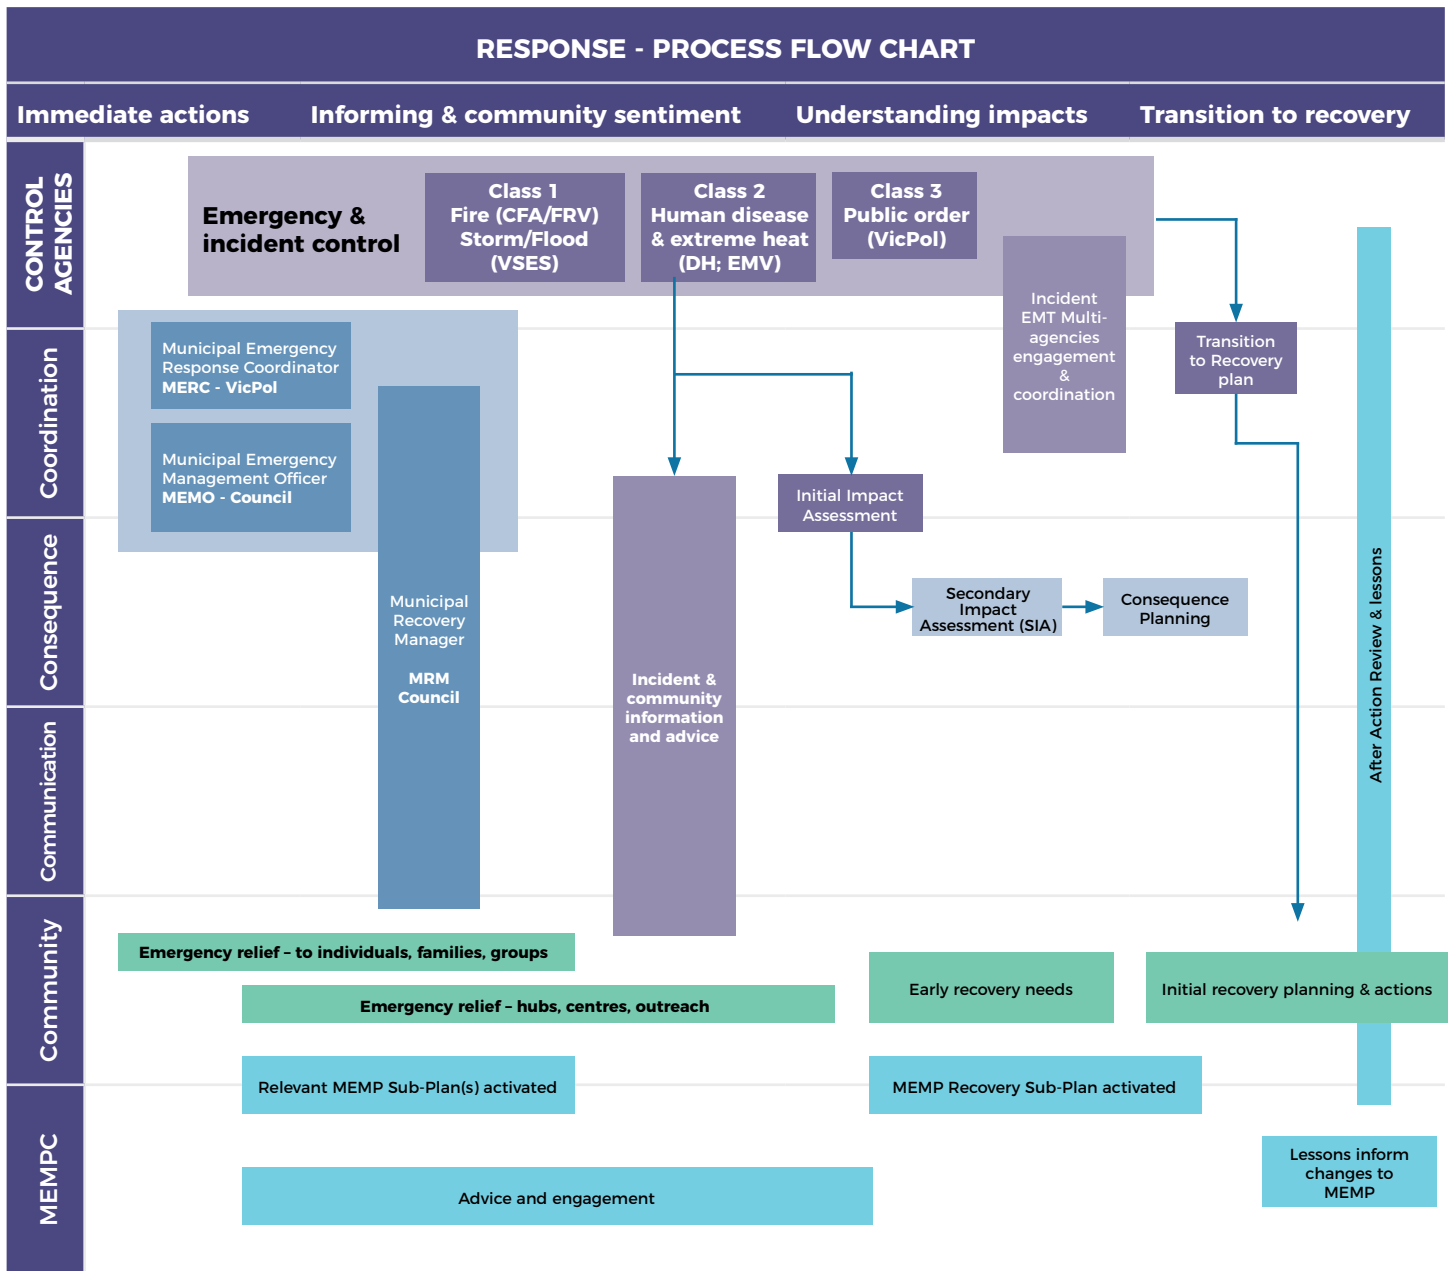 RESPONSE - PROCESS FLOW CHART
Immediate actions
Informing & community sentiment
Understanding impacts
Transition to recovery
CONTROL
AGENCIES
Emergency &
incident control
Class 1
Fire (CFA/FRV)
Storm/Flood
(VSES)
Class 2
Human disease
& extreme heat
(DH; EMV)
Class 3
Public order
(VicPol)
Incident
EMT Multi-
agencies
engagement
&
coordination
Coordination
Municipal Emergency
Response Coordinator
MERC - VicPol
Municipal Emergency
Management Officer
MEMO - Council
Transition
to Recovery
plan
Initial Impact
Assessment
Consequence
Municipal
Recovery
Manager
MRM
Council
Incident &
community
information
and advice
Secondary
Impact
Assessment (SIA)
Consequence
Planning
After Action Review & lessons
Communication
Community
Emergency relief – to individuals, families, groups
Emergency relief – hubs, centres, outreach
Early recovery needs
Initial recovery planning & actions
Relevant MEMP Sub-Plan(s) activated
MEMP Recovery Sub-Plan activated
MEMPC
Advice and engagement
Lessons inform
changes to
MEMP